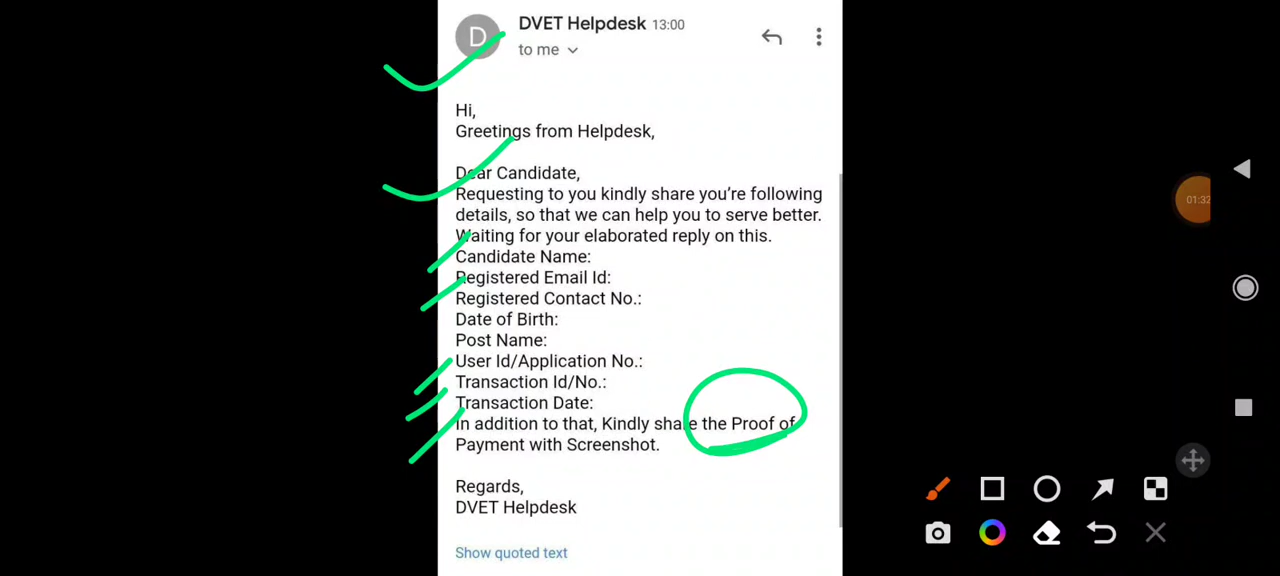 D
DVET Helpdesk 13:00
to me
Hi,
Greetings from Helpdesk,
Dear Candidate,
Requesting to you kindly share you're following
details, so that we can help you to serve better.
Waiting for your elaborated reply on this.
Candidate Name:
Registered Email Id:
Registered Contact No.:
Date of Birth:
Post Name:
User Id/Application No.:
Transaction Id/No.:
Transaction Date:
In addition to that, Kindly share the Proof of
Payment with Screenshot.
Regards,
DVET Helpdesk
Show quoted text
01:32